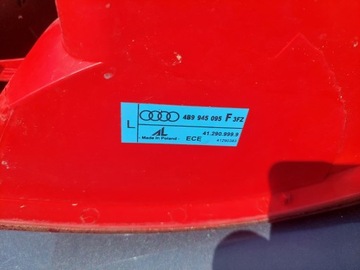 L
4B9 945 095 F 3FZ
AL
Made in Poland
ECE
41.290.999.9